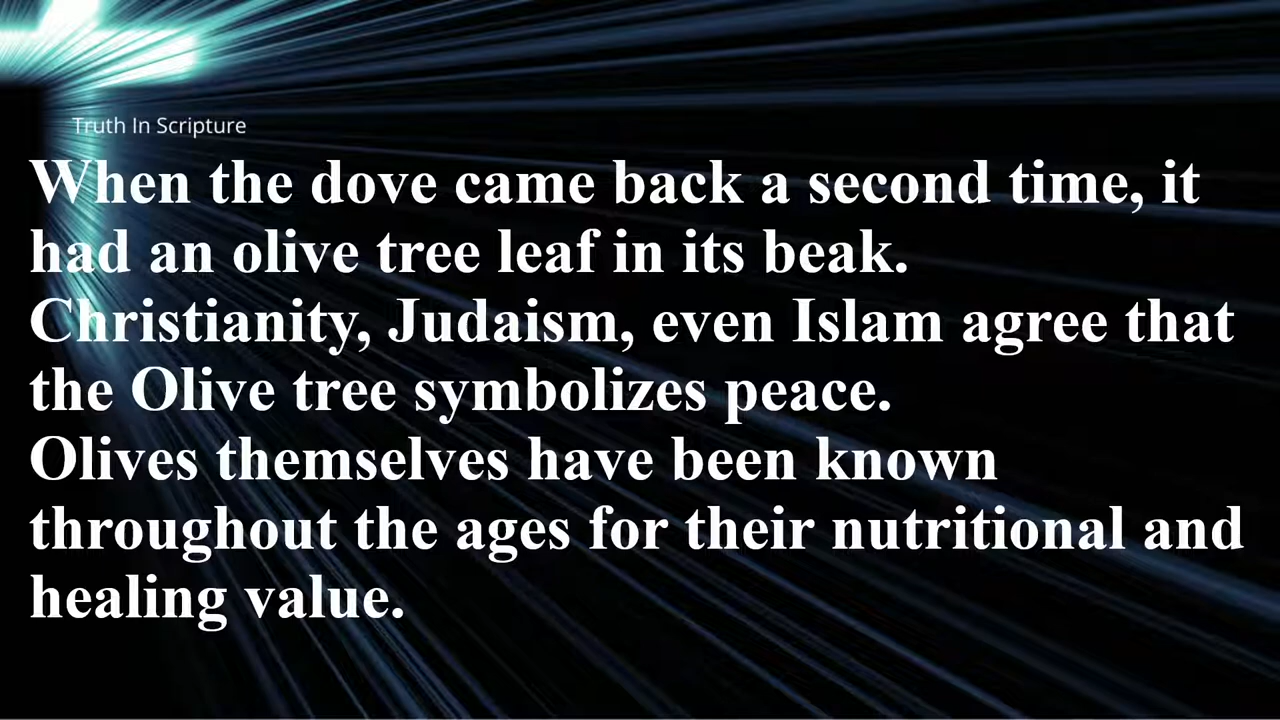 Truth In Scripture
When the dove came back a second time, it
had an olive tree leaf in its beak.
Christianity, Judaism, even Islam agree that
the Olive tree symbolizes peace.
Olives themselves have been known
throughout the ages for their nutritional and
healing value.